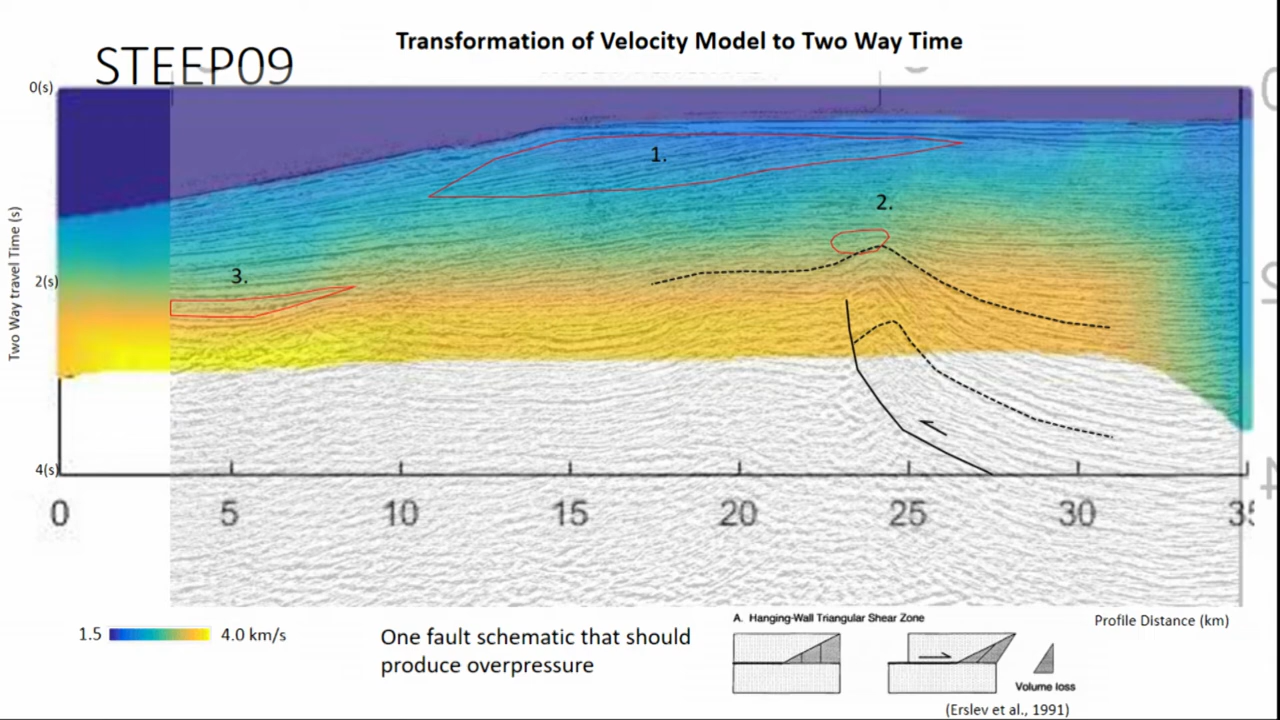 Transformation of Velocity Model to Two Way Time
STEEP09
0(s)
1.
2.
2(s)
3.
Two Way travel Time (s)
4(s)
0 5 10 15 20 25 30
1.5 4.0 km/s
One fault schematic that should
produce overpressure
A. Hanging-Wall Triangular Shear Zone
Volume loss
(Erslev et al., 1991)
Profile Distance (km)